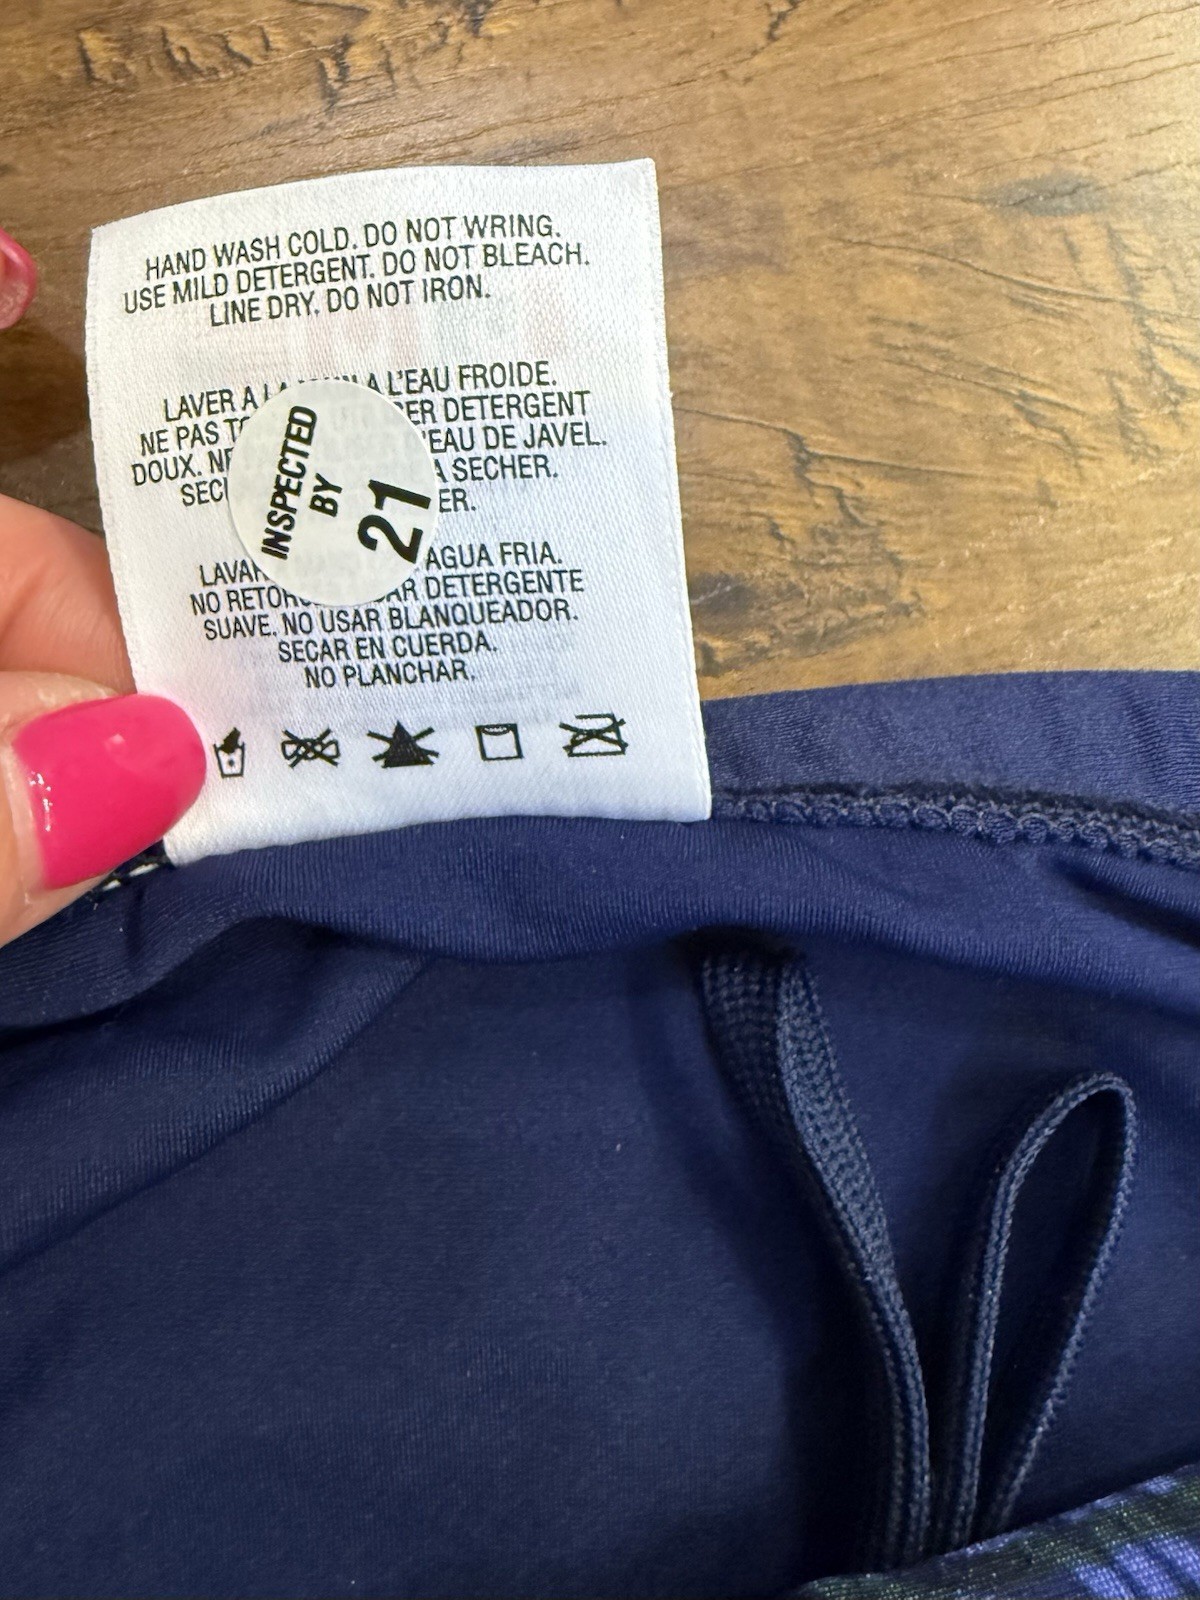 HAND WASH COLD. DO NOT WRING.
USE MILD DETERGENT. DO NOT BLEACH.
LINE DRY. DO NOT IRON.
LAVER A A L'EAU FROIDE.
NE PAS DETERGENT
DOUX. EAU DE JAVEL.
A SECHER.
INSPECTED
BY
21
AGUA FRIA.
NO DETERGENTE
SUAVE. NO USAR BLANQUEADOR.
SECAR EN CUERDA.
NO PLANCHAR.